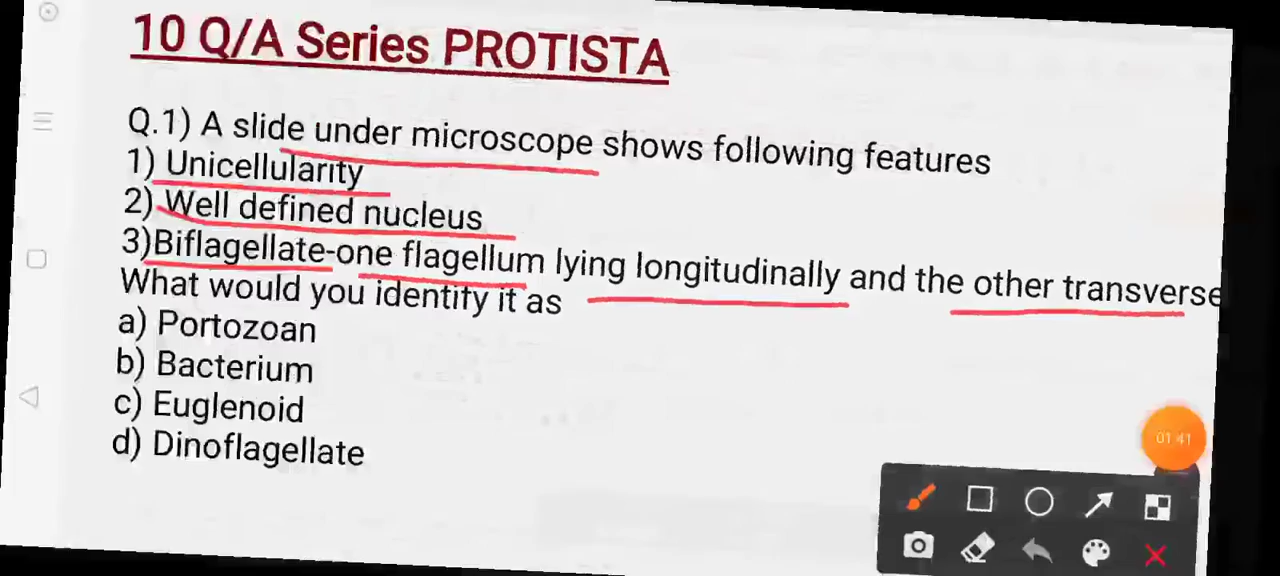 10 Q/A Series PROTISTA
Q.1) A slide under microscope shows following features
1) Unicellularity
2) Well defined nucleus
3)Biflagellate-one flagellum lying longitudinally and the other transverse
What would you identity it as
a) Portozoan
b) Bacterium
c) Euglenoid
d) Dinoflagellate
01:41